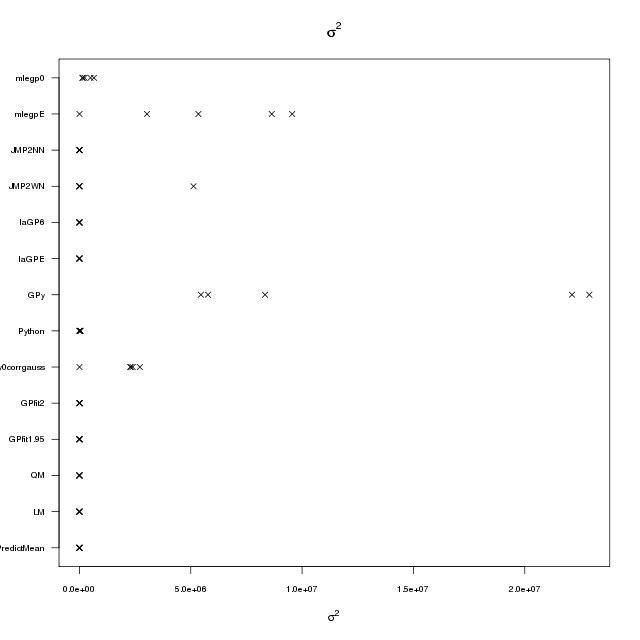 σ²
mlegp0
mlegpE
JMP2NN
JMP2WN
laGP6
laGPE
GPy
Python
0corrgauss
GPfit2
GPfit1.95
QM
LM
PredictMean
0.0e+00 5.0e+06 1.0e+07 1.5e+07 2.0e+07
σ²